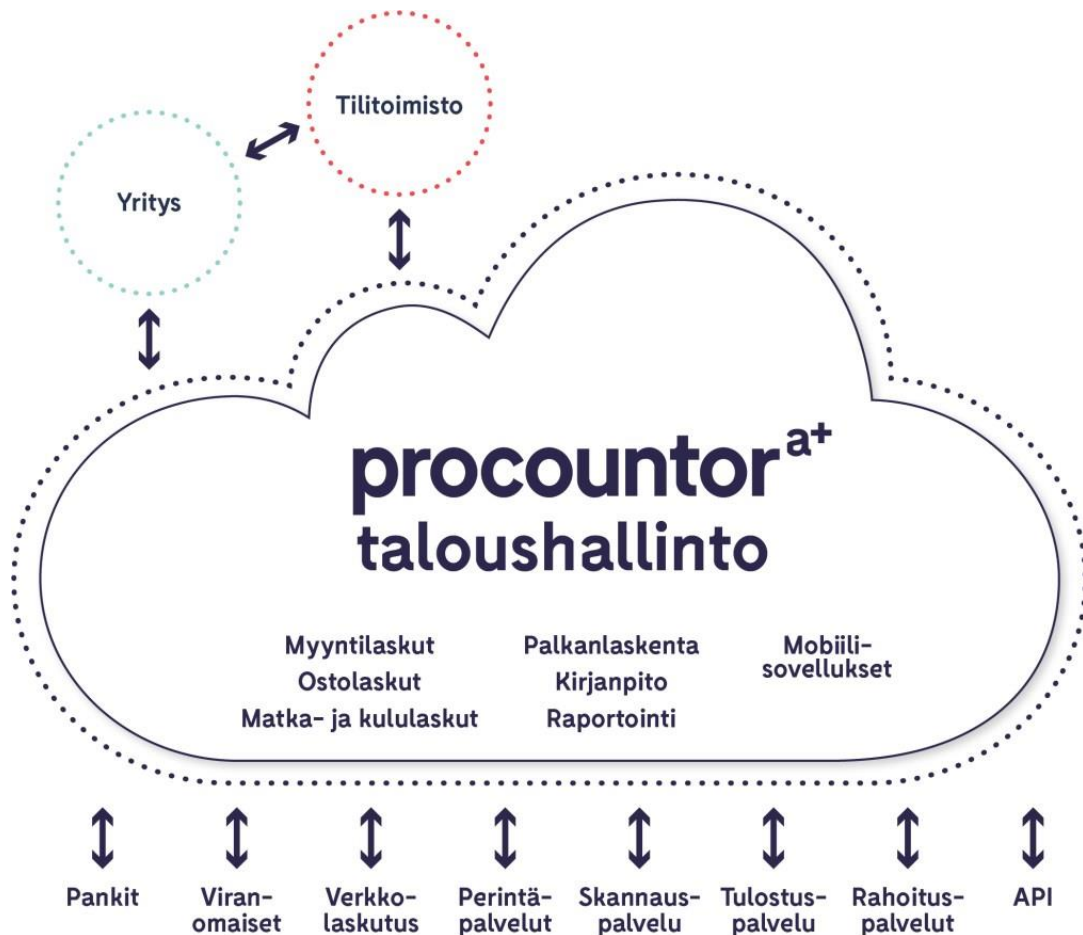 Tilitoimisto
Yritys
procountor a+
taloushallinto
Myyntilaskut
Ostolaskut
Matka- ja kululaskut
Palkanlaskenta
Kirjanpito
Raportointi
Mobiili-
sovellukset
Pankit
Viran-
omaiset
Verkko-
laskutus
Perintä-
palvelut
Skannaus-
palvelu
Tulostus-
palvelu
Rahoitus-
palvelut
API